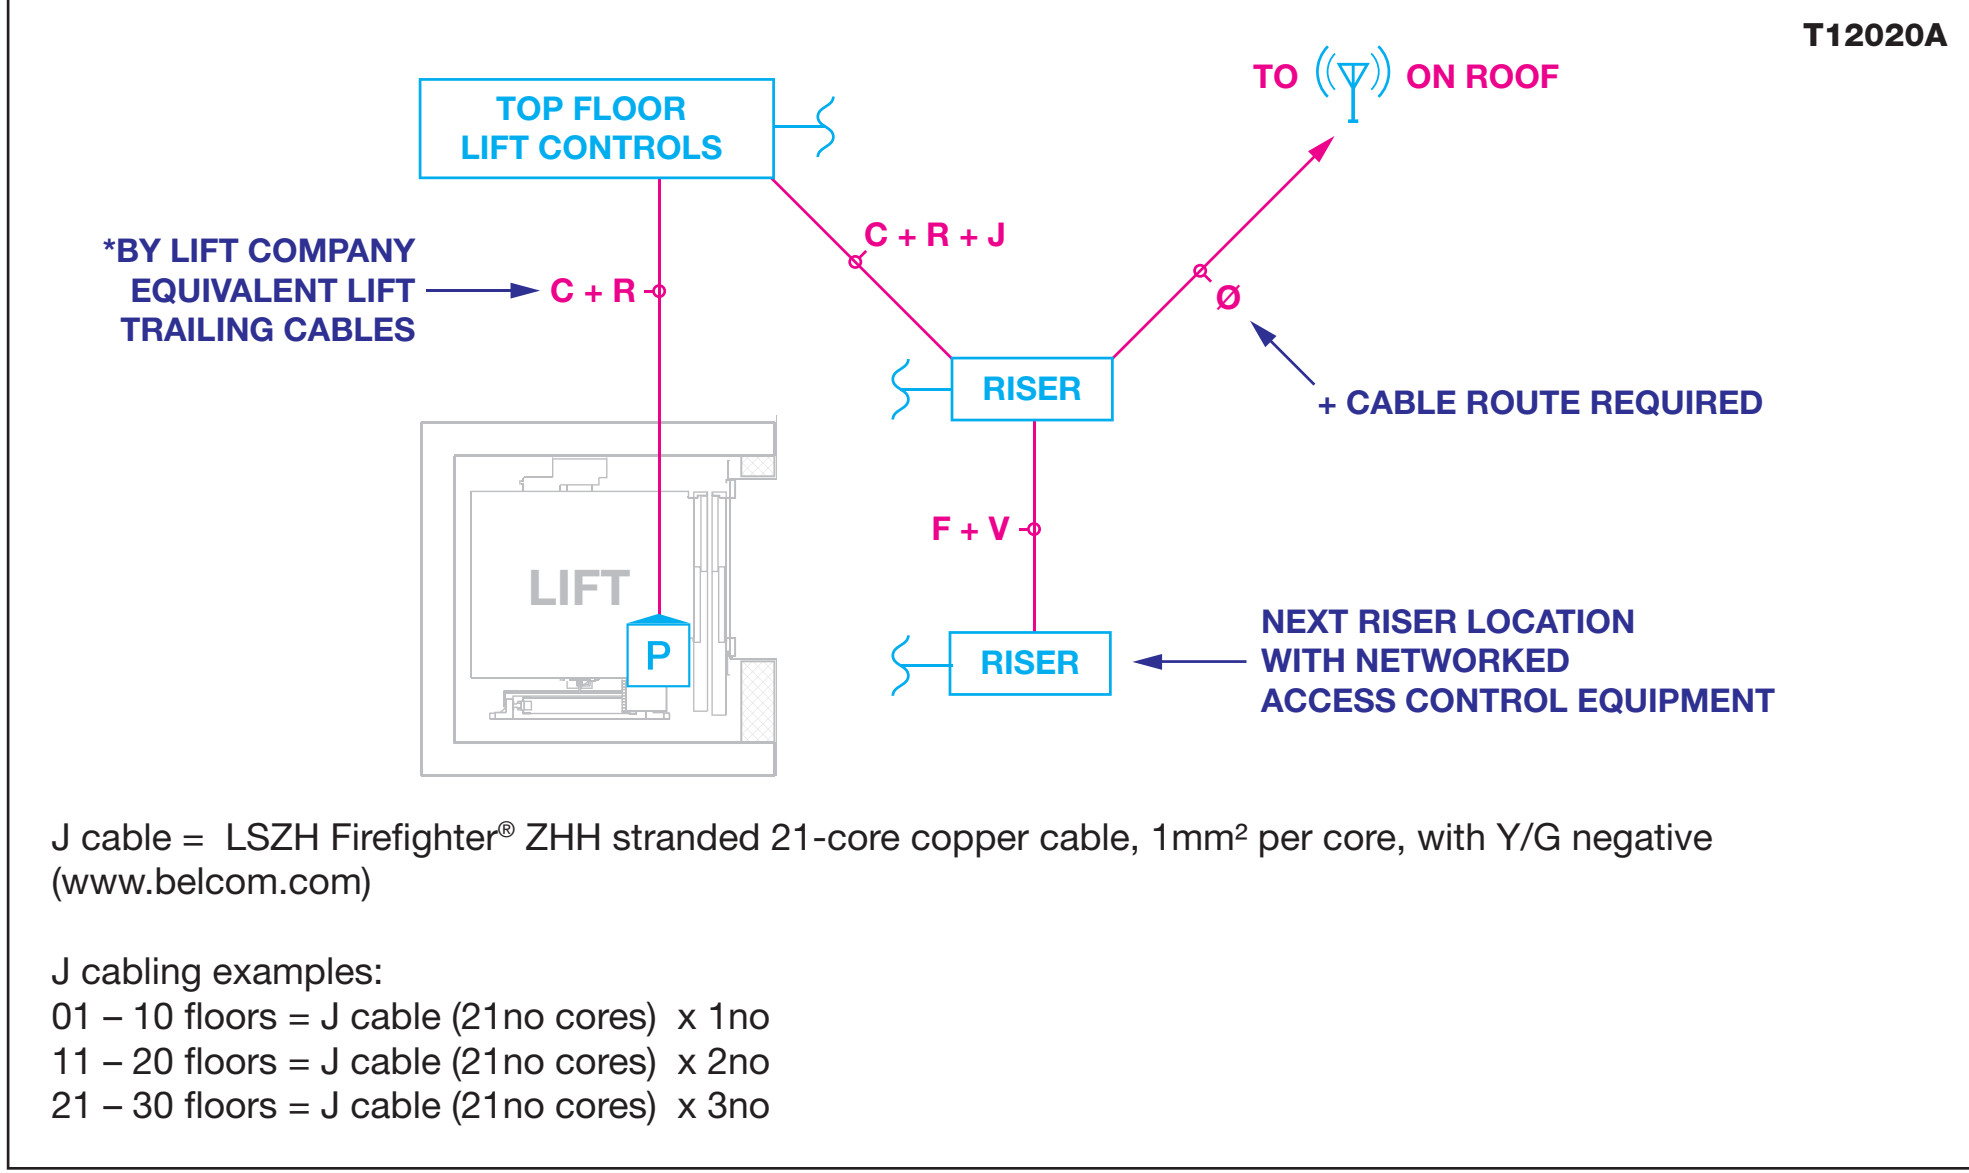 T12020A
TO ON ROOF
TOP FLOOR
LIFT CONTROLS
C + R + J
*BY LIFT COMPANY
EQUIVALENT LIFT
TRAILING CABLES
C + R
Ø
RISER
+ CABLE ROUTE REQUIRED
F + V
LIFT
P
RISER
NEXT RISER LOCATION
WITH NETWORKED
ACCESS CONTROL EQUIPMENT
J cable =  LSZH Firefighter® ZHH stranded 21-core copper cable, 1mm² per core, with Y/G negative
(www.belcom.com)
J cabling examples:
01 – 10 floors = J cable (21no cores)  x 1no
11 – 20 floors = J cable (21no cores)  x 2no
21 – 30 floors = J cable (21no cores)  x 3no